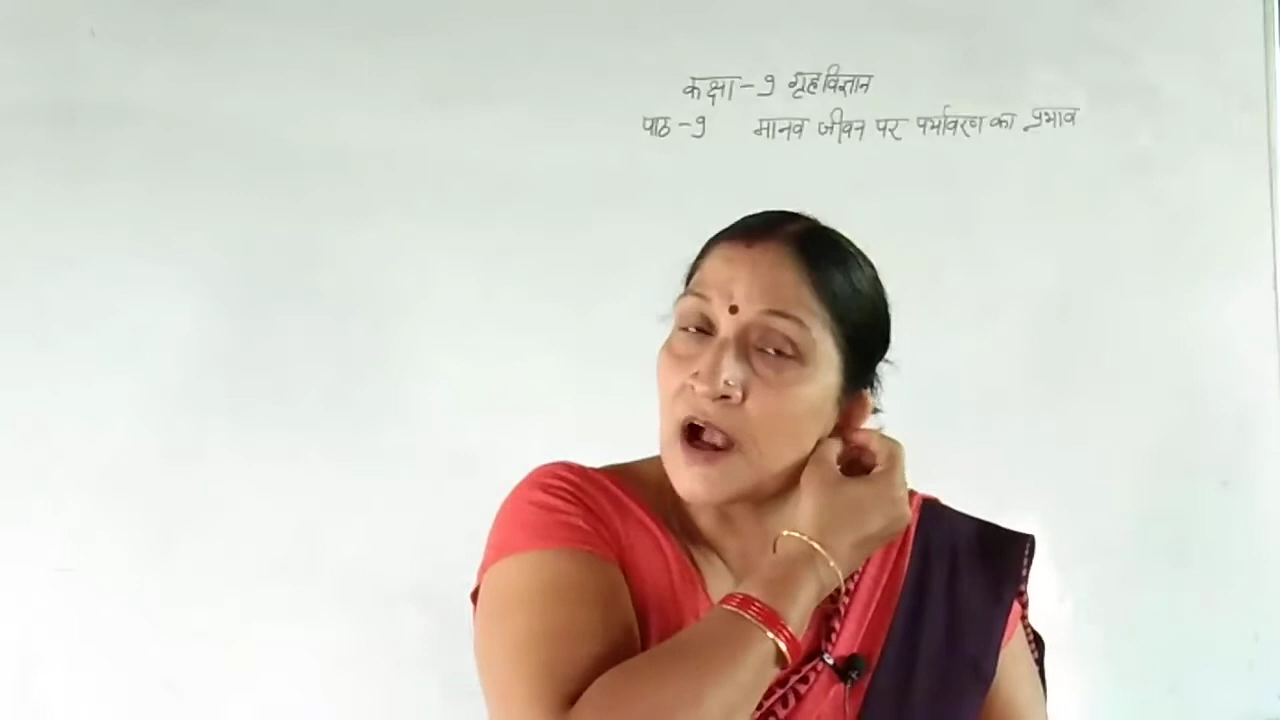 कक्षा - 9 गृहविज्ञान
पाठ - 9 मानव जीवन पर पर्यावरण का प्रभाव